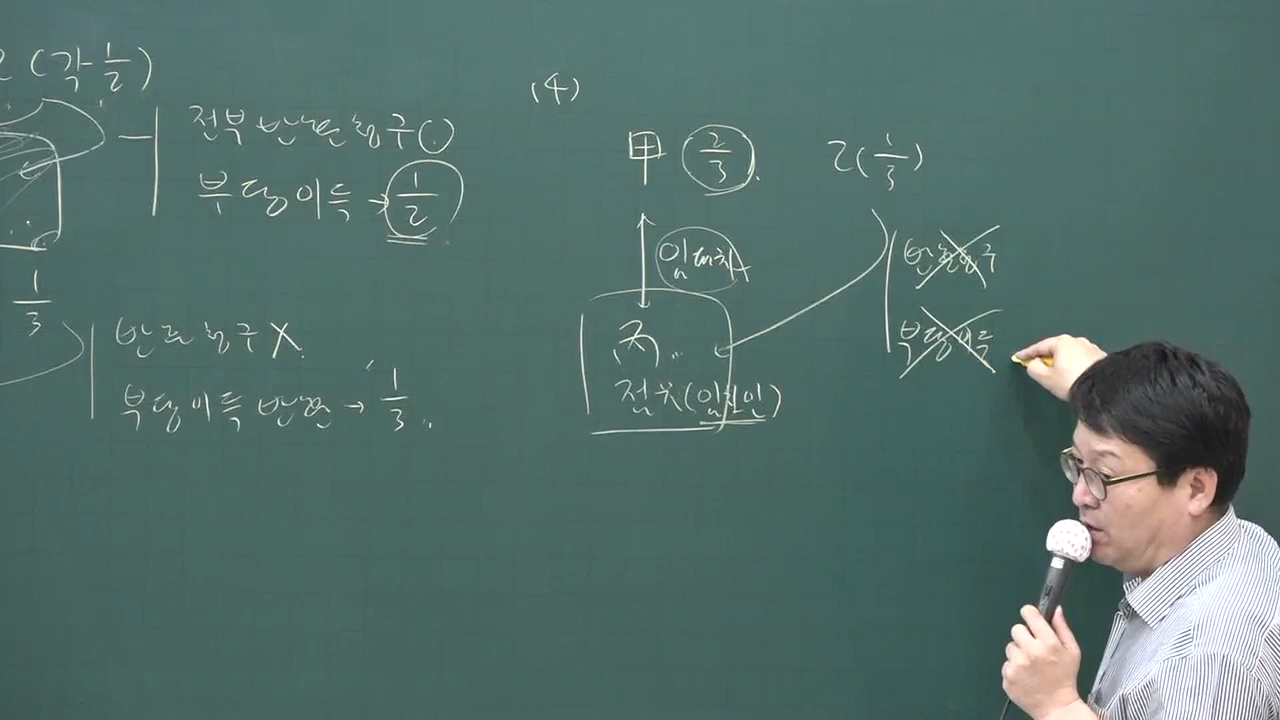 (각 1/2)
전부 반환청구 ○
부당이득 → 1/2
1/3
반환청구 X
부당이득 반환 → 1/3
(4)
甲 2/3 乙(1/3)
임대차
丙
전부(임차인)
반환청구
부당이득